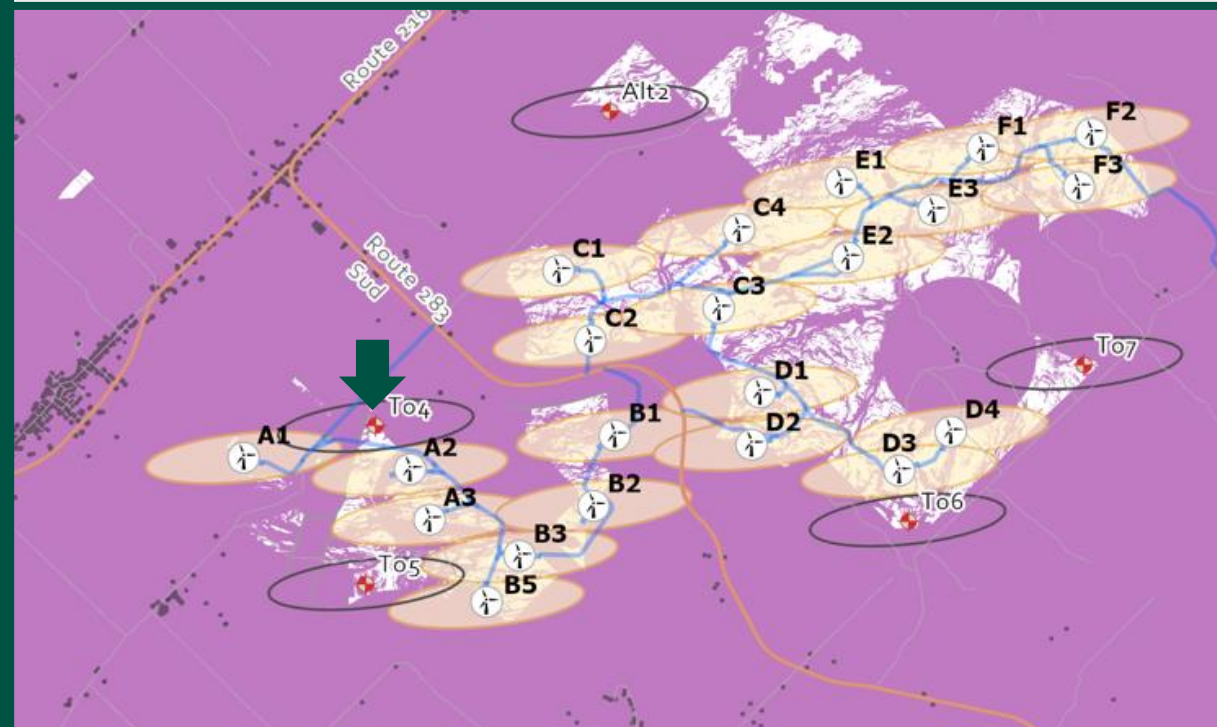 Route 216
Alt2
F1
F2
E1
F3
E3
C4
E2
C1
Route 283
Sud
C3
C2
To7
D1
To4
B1
D4
A1
D2
A2
D3
A3
B2
To6
B3
To5
B5